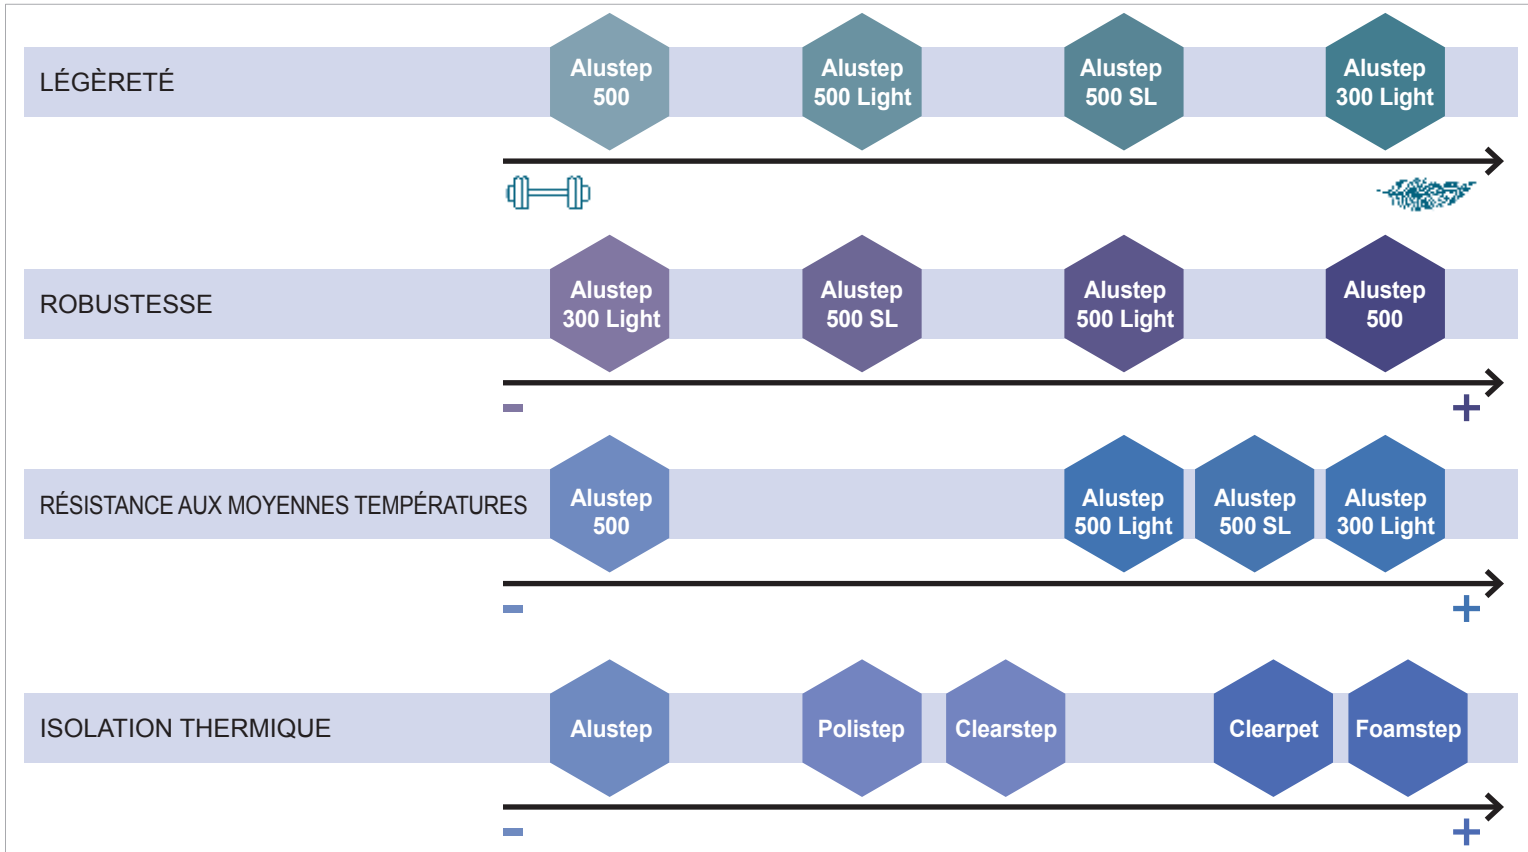 LÉGÈRETÉ
Alustep
500
Alustep
500 Light
Alustep
500 SL
Alustep
300 Light
ROBUSTESSE
Alustep
300 Light
Alustep
500 SL
Alustep
500 Light
Alustep
500
-
+
RÉSISTANCE AUX MOYENNES TEMPÉRATURES
Alustep
500
Alustep
500 Light
Alustep
500 SL
Alustep
300 Light
-
+
ISOLATION THERMIQUE
Alustep
Polistep
Clearstep
Clearpet
Foamstep
-
+